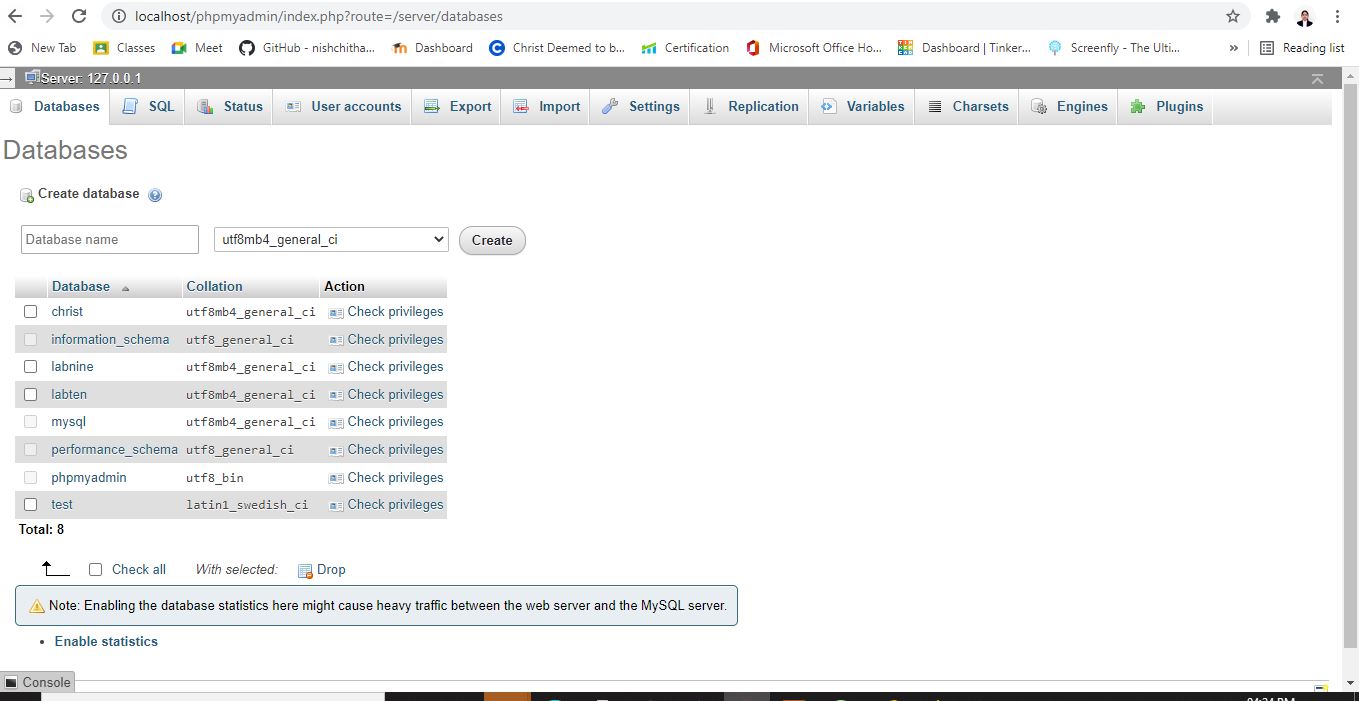 localhost/phpmyadmin/index.php?route=/server/databases
New Tab Classes Meet GitHub - nishchitha... Dashboard Christ Deemed to b... Certification Microsoft Office Ho... Dashboard | Tinker... Screenfly - The Ulti... » Reading list
Server: 127.0.0.1
Databases SQL Status User accounts Export Import Settings Replication Variables Charsets Engines Plugins
Databases
Create database
Database name utf8mb4_general_ci Create
Database Collation Action
christ utf8mb4_general_ci Check privileges
information_schema utf8_general_ci Check privileges
labnine utf8mb4_general_ci Check privileges
labten utf8mb4_general_ci Check privileges
mysql utf8mb4_general_ci Check privileges
performance_schema utf8_general_ci Check privileges
phpmyadmin utf8_bin Check privileges
test latin1_swedish_ci Check privileges
Total: 8
Check all With selected: Drop
Note: Enabling the database statistics here might cause heavy traffic between the web server and the MySQL server.
• Enable statistics
Console